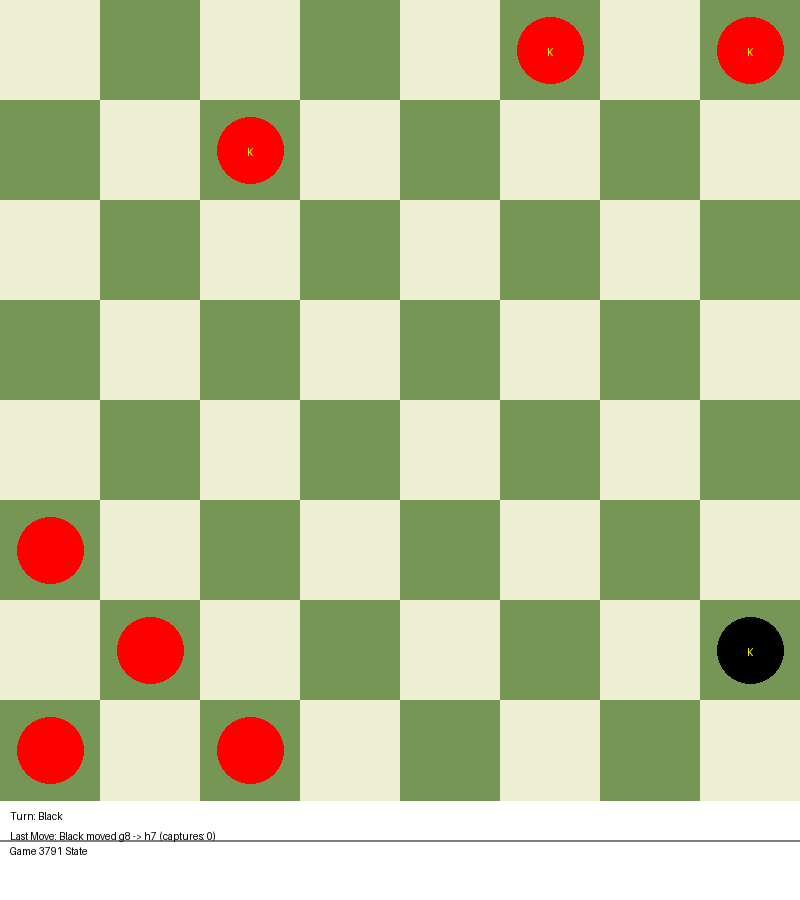 K K
K
K
Turn: Black
Last Move: Black moved g8 -> h7 (captures: 0)
Game 3791 State